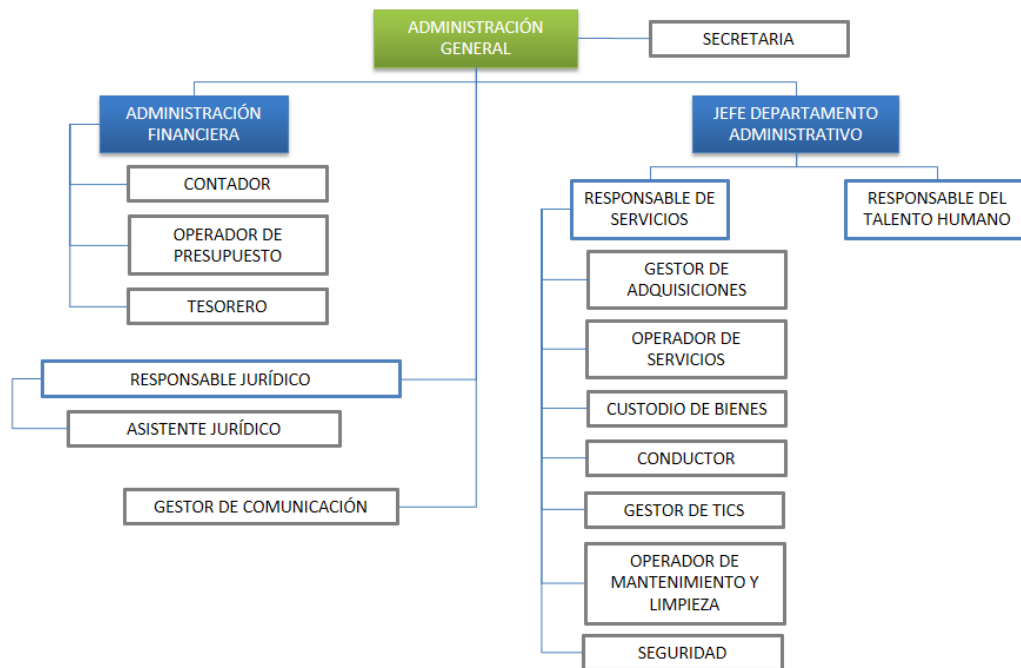 ADMINISTRACIÓN
GENERAL
SECRETARIA
ADMINISTRACIÓN
FINANCIERA
CONTADOR
OPERADOR DE
PRESUPUESTO
TESORERO
RESPONSABLE JURÍDICO
ASISTENTE JURÍDICO
GESTOR DE COMUNICACIÓN
JEFE DEPARTAMENTO
ADMINISTRATIVO
RESPONSABLE DE
SERVICIOS
RESPONSABLE DEL
TALENTO HUMANO
GESTOR DE
ADQUISICIONES
OPERADOR DE
SERVICIOS
CUSTODIO DE BIENES
CONDUCTOR
GESTOR DE TICS
OPERADOR DE
MANTENIMIENTO Y
LIMPIEZA
SEGURIDAD